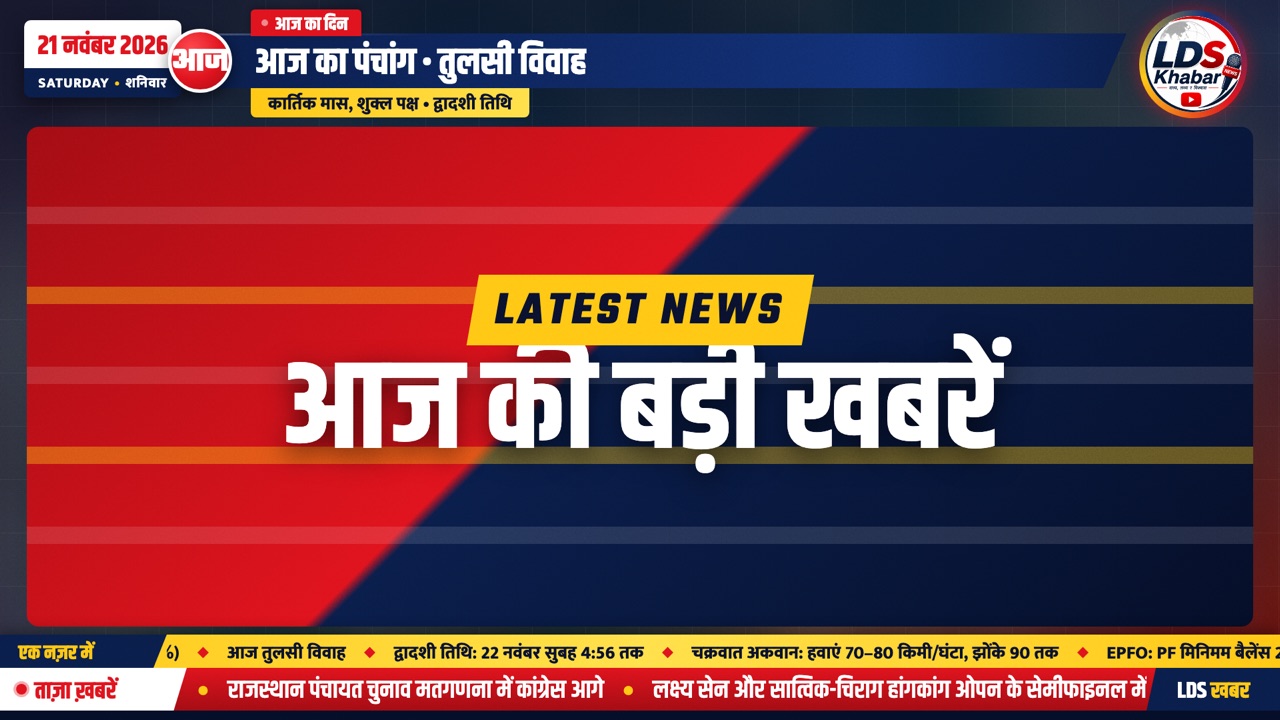 21 नवंबर 2026
SATURDAY • शनिवार
आज
• आज का दिन
आज का पंचांग • तुलसी विवाह
कार्तिक मास, शुक्ल पक्ष • द्वादशी तिथि
LDS
Khabar
NEWS
LATEST NEWS
आज की बड़ी खबरें
एक नज़र में
%) ◆ आज तुलसी विवाह ◆ द्वादशी तिथि: 22 नवंबर सुबह 4:56 तक ◆ चक्रवात अकवान: हवाएं 70–80 किमी/घंटा, झोंके 90 तक ◆ EPFO: PF मिनिमम बैलेंस 2
ताज़ा ख़बरें
• राजस्थान पंचायत चुनाव मतगणना में कांग्रेस आगे • लक्ष्य सेन और सात्विक-चिराग हांगकांग ओपन के सेमीफाइनल में
LDS खबर